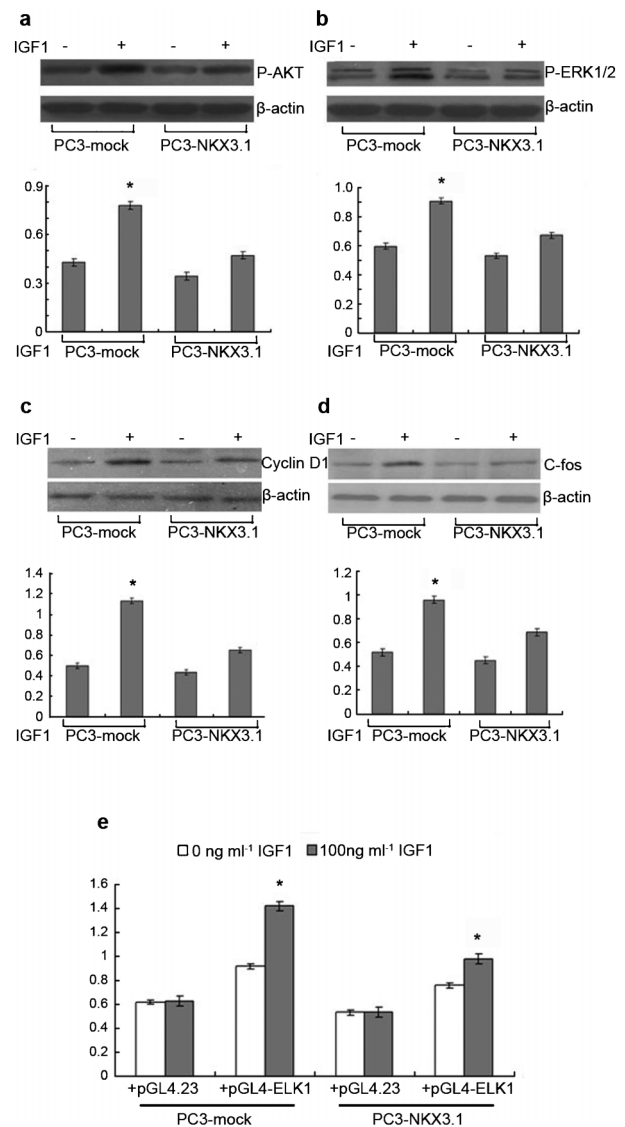 a
IGF1 - + - +
P-AKT
β-actin
PC3-mock PC3-NKX3.1
0.9
0.6
0.3
0
*
IGF1 PC3-mock PC3-NKX3.1
b
IGF1 - + - +
P-ERK1/2
β-actin
PC3-mock PC3-NKX3.1
1.0
0.8
0.6
0.4
0.2
0
*
IGF1 PC3-mock PC3-NKX3.1
c
IGF1 - + - +
Cyclin D1
β-actin
PC3-mock PC3-NKX3.1
1.4
1.2
1
0.8
0.6
0.4
0.2
0
*
IGF1 PC3-mock PC3-NKX3.1
d
IGF1 - + - +
C-fos
β-actin
PC3-mock PC3-NKX3.1
1.2
1
0.8
0.6
0.4
0.2
0
*
IGF1 PC3-mock PC3-NKX3.1
e
0 ng ml-1 IGF1 100ng ml-1 IGF1
1.6
1.4
1.2
1
0.8
0.6
0.4
0.2
0
*
*
+pGL4.23 +pGL4-ELK1 +pGL4.23 +pGL4-ELK1
PC3-mock PC3-NKX3.1